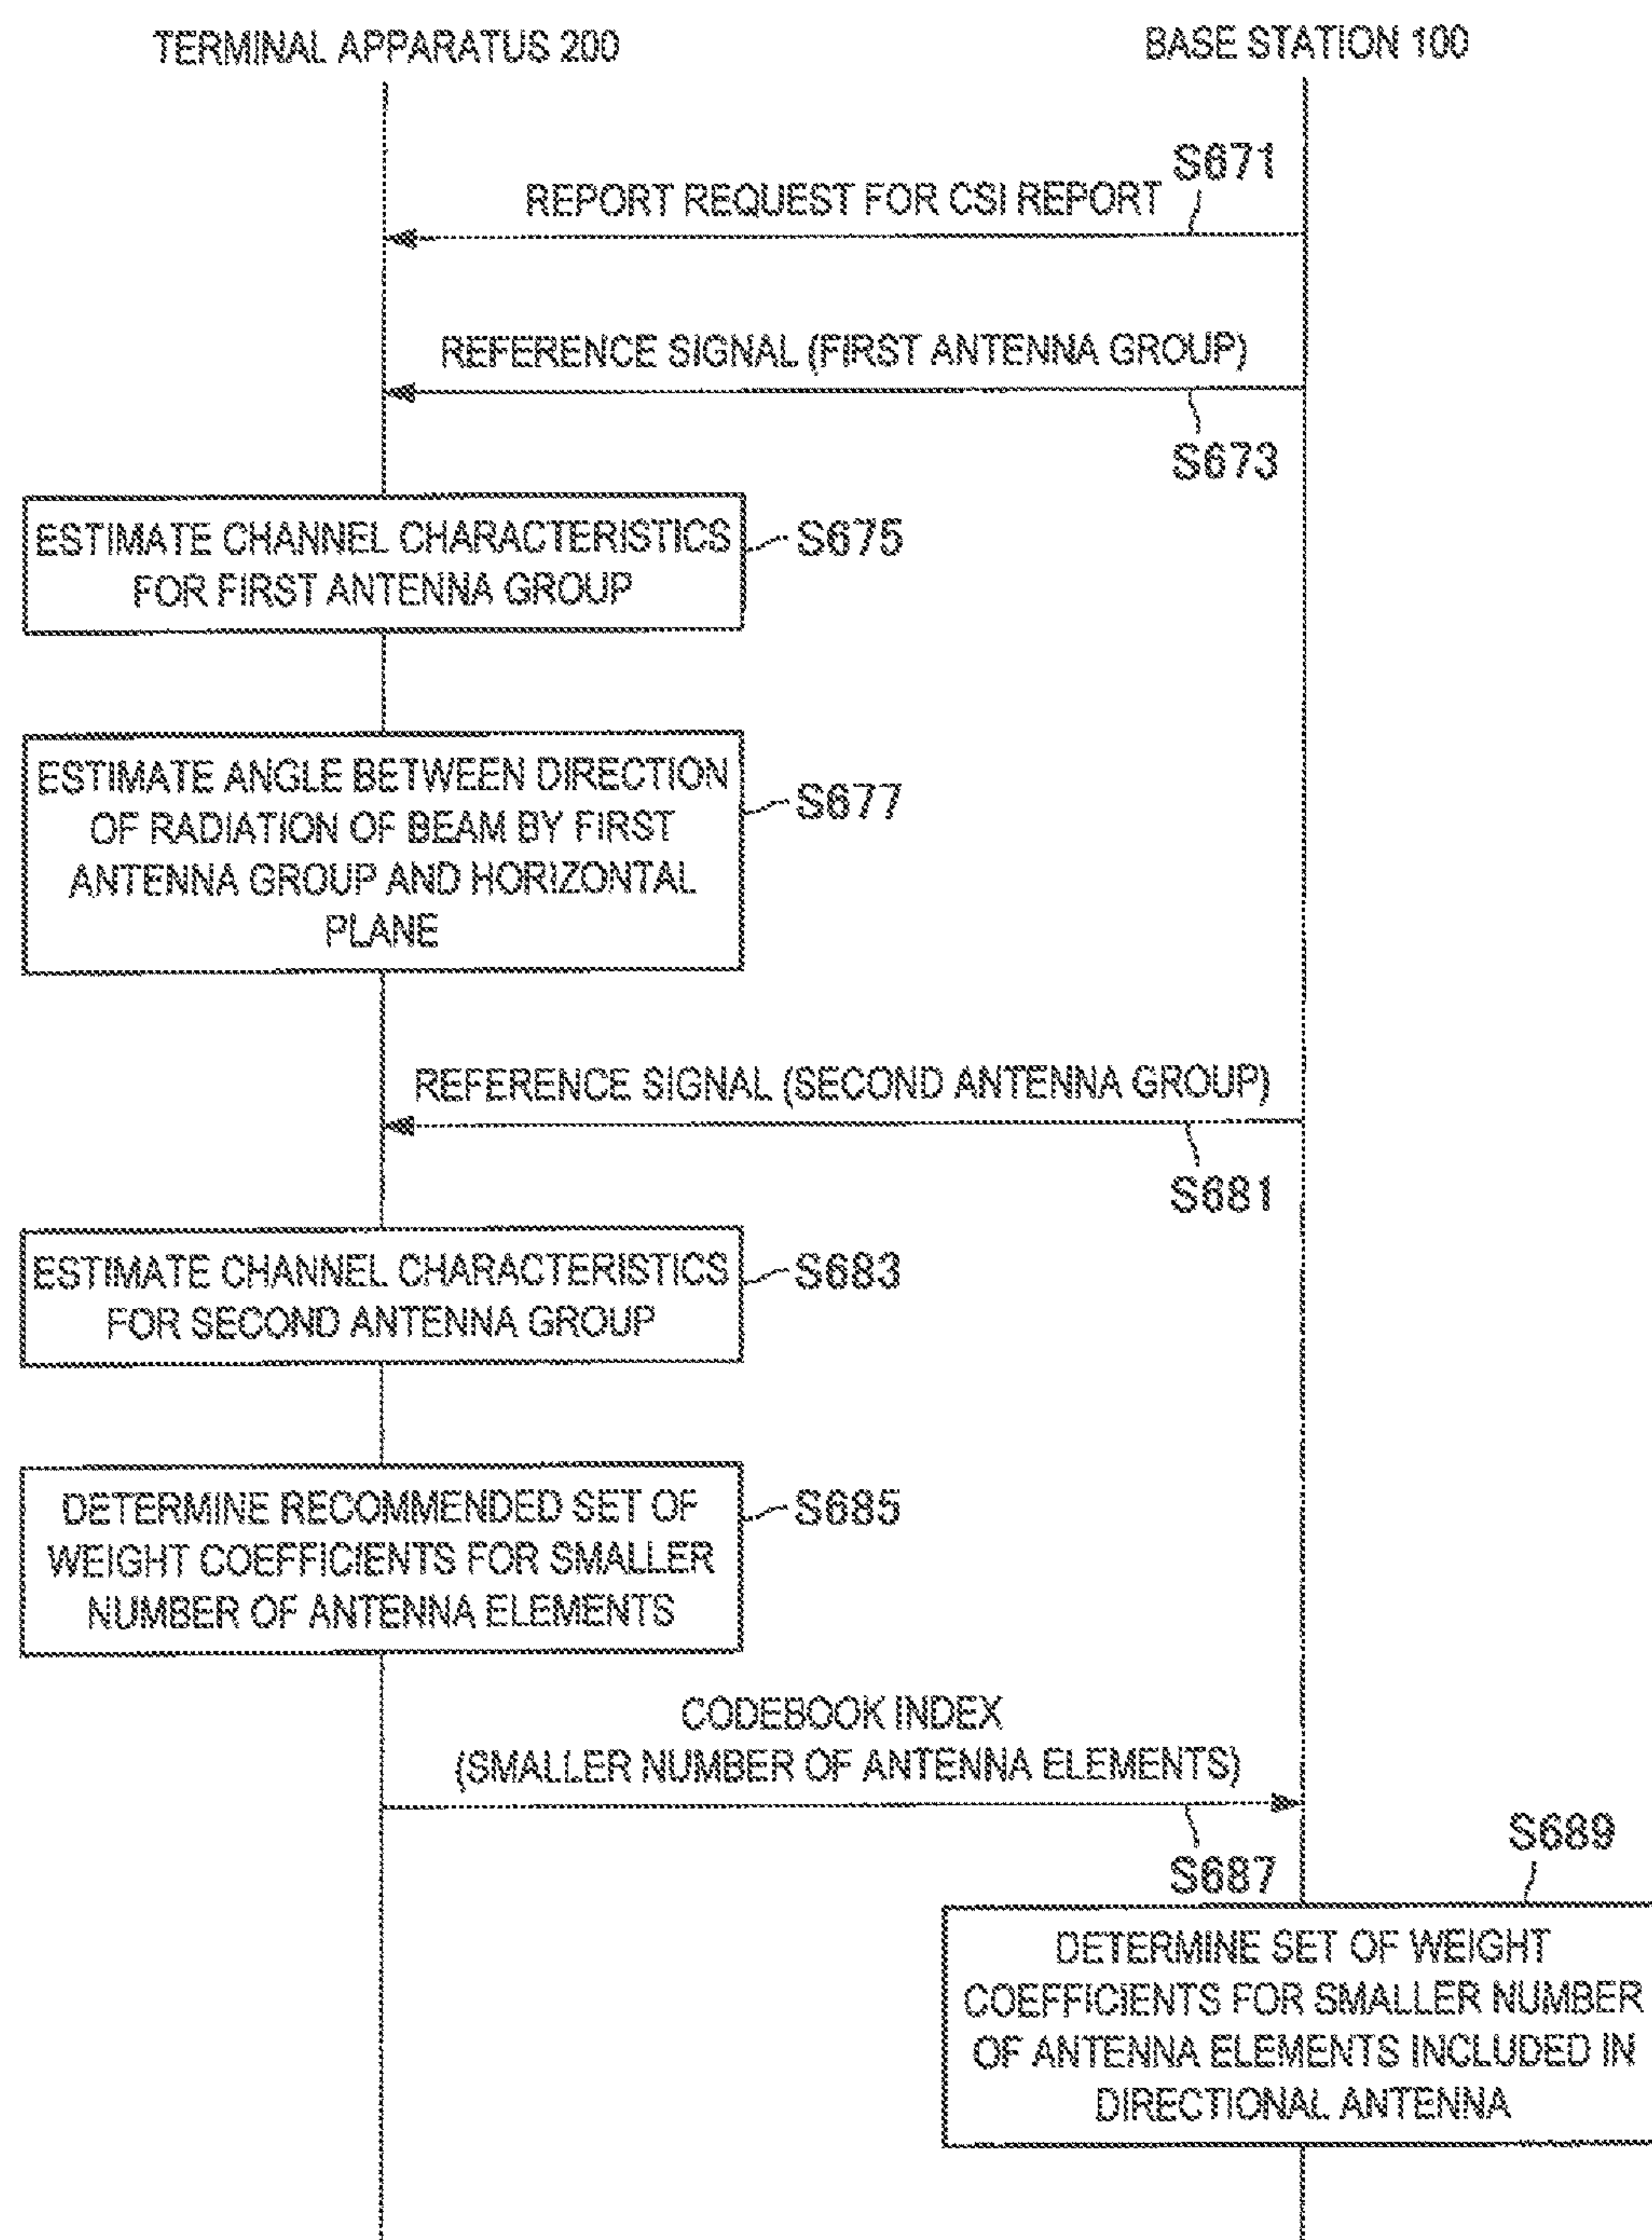 TERMINAL APPARATUS 200
BASE STATION 100
S671
REPORT REQUEST FOR CSI REPORT
REFERENCE SIGNAL (FIRST ANTENNA GROUP)
S673
ESTIMATE CHANNEL CHARACTERISTICS
FOR FIRST ANTENNA GROUP
S675
ESTIMATE ANGLE BETWEEN DIRECTION
OF RADIATION OF BEAM BY FIRST
ANTENNA GROUP AND HORIZONTAL
PLANE
S677
REFERENCE SIGNAL (SECOND ANTENNA GROUP)
S681
ESTIMATE CHANNEL CHARACTERISTICS
FOR SECOND ANTENNA GROUP
S683
DETERMINE RECOMMENDED SET OF
WEIGHT COEFFICIENTS FOR SMALLER
NUMBER OF ANTENNA ELEMENTS
S685
CODEBOOK INDEX
(SMALLER NUMBER OF ANTENNA ELEMENTS)
S687
S689
DETERMINE SET OF WEIGHT
COEFFICIENTS FOR SMALLER NUMBER
OF ANTENNA ELEMENTS INCLUDED IN
DIRECTIONAL ANTENNA